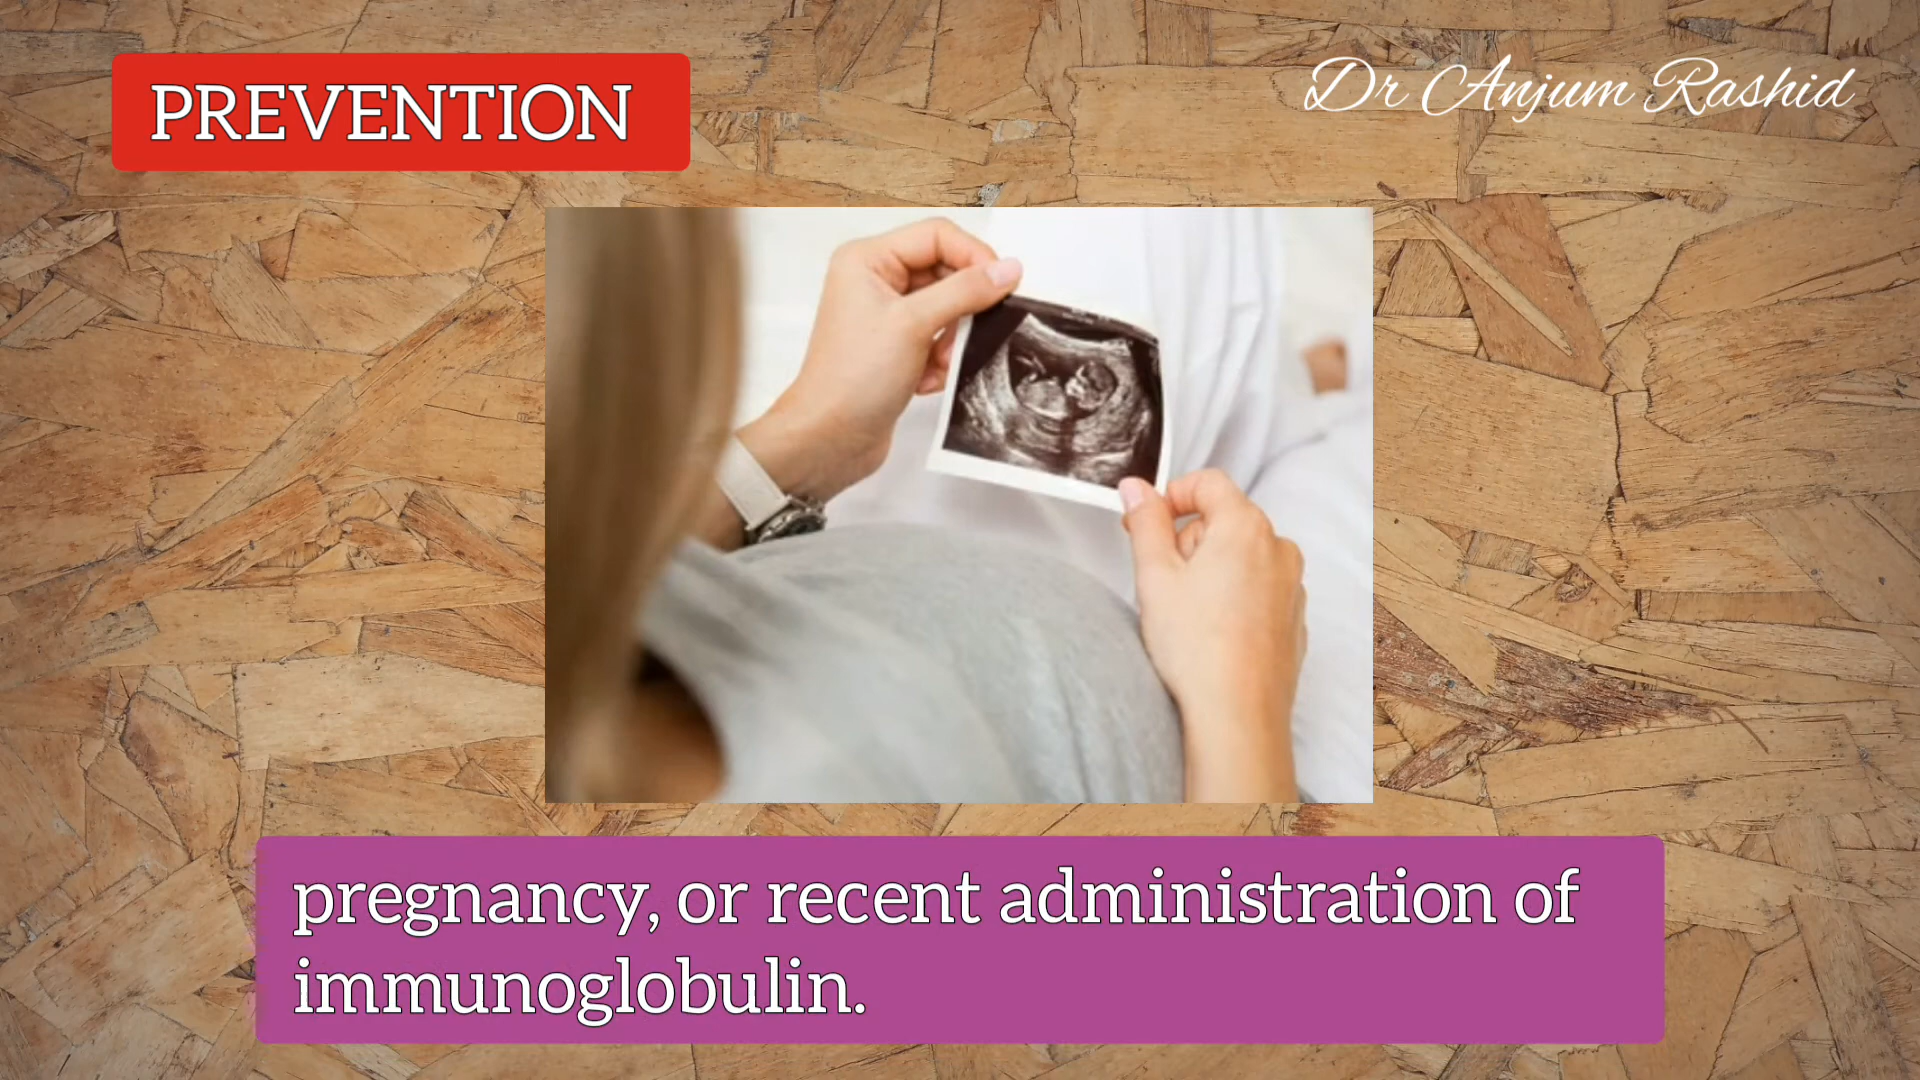 PREVENTION
Dr Anjum Rashid
pregnancy, or recent administration of
immunoglobulin.